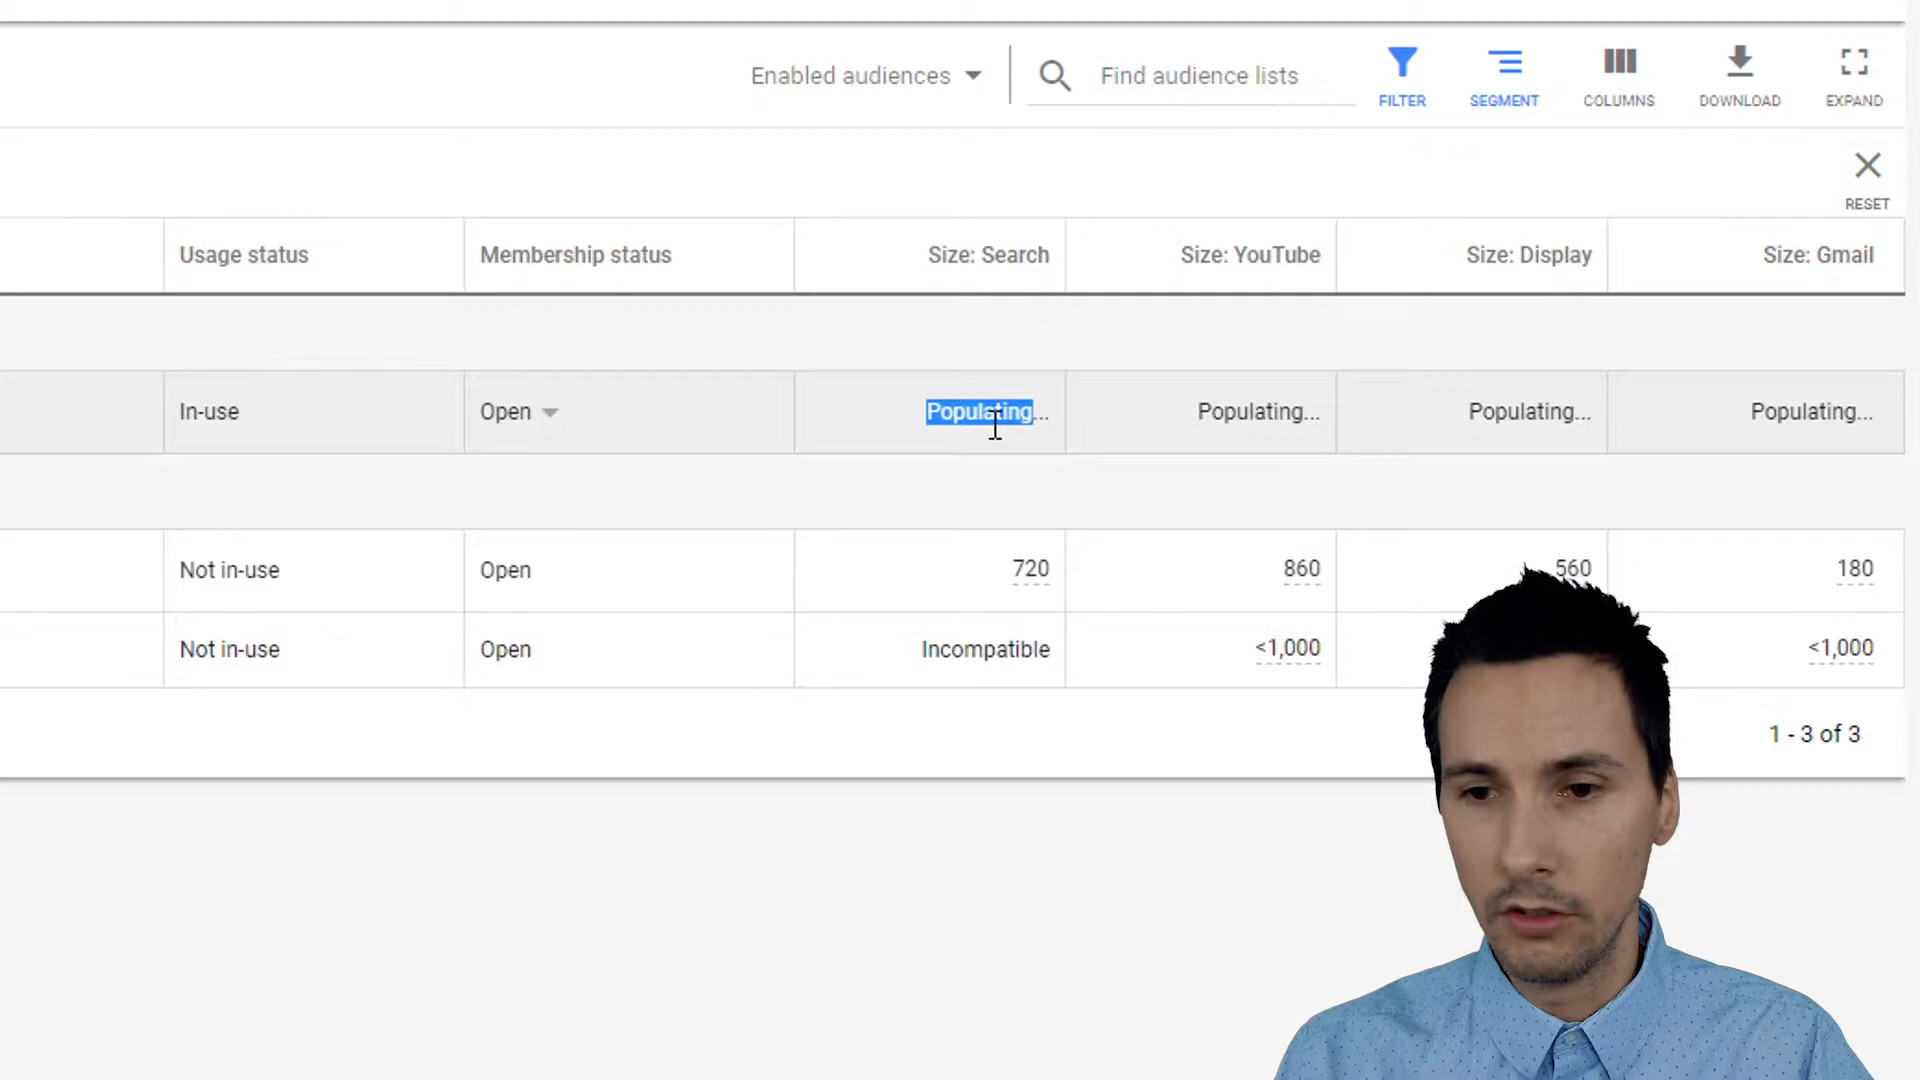 Enabled audiences
Find audience lists
FILTER
SEGMENT
COLUMNS
DOWNLOAD
EXPAND
RESET
Usage status Membership status Size: Search Size: YouTube Size: Display Size: Gmail
In-use Open Populating... Populating... Populating... Populating...
Not in-use Open 720 860 560 180
Not in-use Open Incompatible <1,000 <1,000
1 - 3 of 3